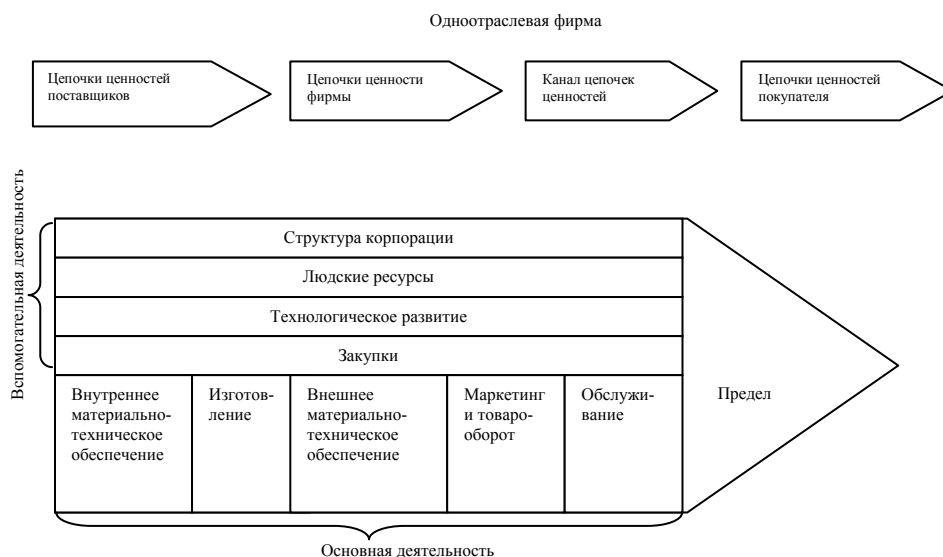 Одноотраслевая фирма
Цепочки ценностей
поставщиков
Цепочки ценности
фирмы
Канал цепочек
ценностей
Цепочки ценностей
покупателя
Вспомогательная деятельность
Структура корпорации
Людские ресурсы
Технологическое развитие
Закупки
Внутреннее
материально-
техническое
обеспечение
Изготов-
ление
Внешнее
материально-
техническое
обеспечение
Маркетинг
и товаро-
оборот
Обслужи-
вание
Предел
Основная деятельность